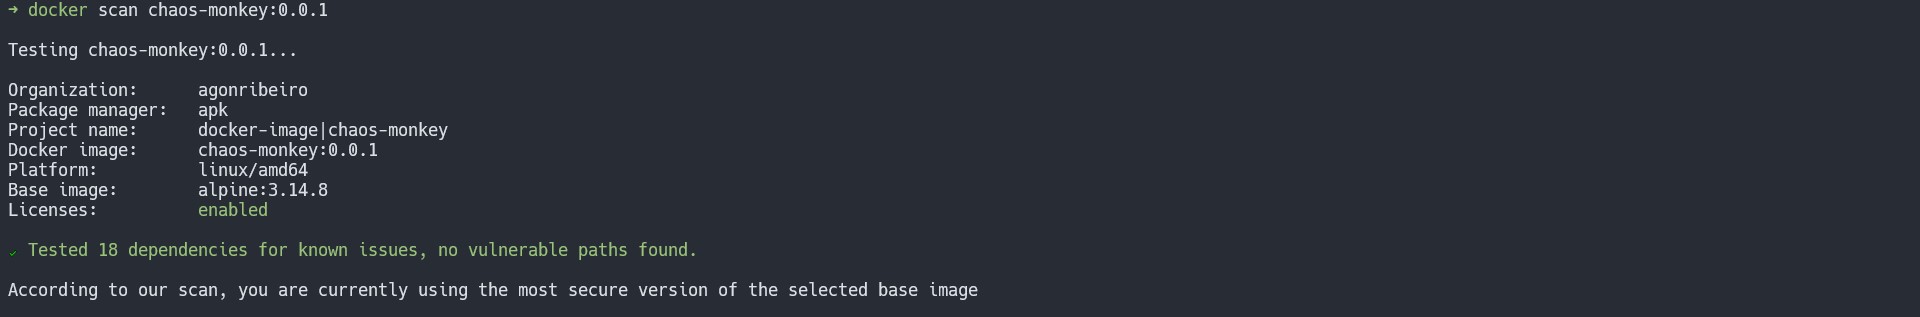 ➜ docker scan chaos-monkey:0.0.1
Testing chaos-monkey:0.0.1...
Organization:      agonribeiro
Package manager:   apk
Project name:      docker-image|chaos-monkey
Docker image:      chaos-monkey:0.0.1
Platform:          linux/amd64
Base image:        alpine:3.14.8
Licenses:          enabled
✓ Tested 18 dependencies for known issues, no vulnerable paths found.
According to our scan, you are currently using the most secure version of the selected base image